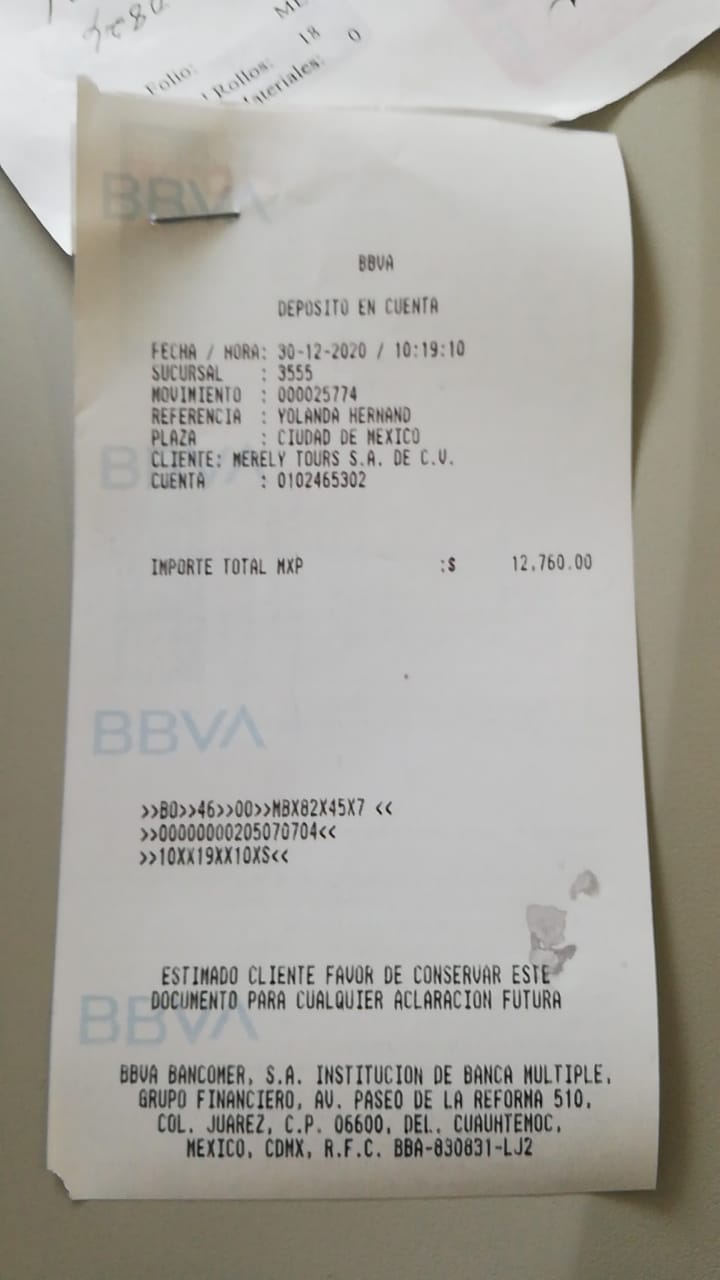 Folio:
Rollos: 18
ateriales: 0
BBVA
BBVA
DEPOSITO EN CUENTA
FECHA / HORA: 30-12-2020 / 10:19:10
SUCURSAL : 3555
MOVIMIENTO : 000025774
REFERENCIA : YOLANDA HERNAND
PLAZA : CIUDAD DE MEXICO
CLIENTE: MERELY TOURS S.A. DE C.V.
CUENTA : 0102465302
IMPORTE TOTAL MXP :$ 12,760.00
BBVA
>>BO>>46>>00>>MBX82X45X7 <<
>>00000000205070704<<
>>10XX19XX10XS<<
ESTIMADO CLIENTE FAVOR DE CONSERVAR ESTE
DOCUMENTO PARA CUALQUIER ACLARACION FUTURA
BBVA
BBVA BANCOMER, S.A. INSTITUCION DE BANCA MULTIPLE,
GRUPO FINANCIERO, AV. PASEO DE LA REFORMA 510,
COL. JUAREZ, C.P. 06600, DEL. CUAUHTEMOC,
MEXICO, CDMX, R.F.C. BBA-830831-LJ2